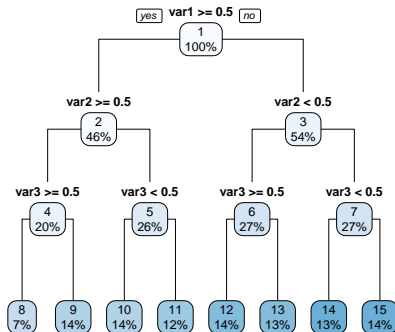 yes var1 >= 0.5 no
1
100%
var2 >= 0.5 var2 < 0.5
2 3
46% 54%
var3 >= 0.5 var3 < 0.5 var3 >= 0.5 var3 < 0.5
4 5 6 7
20% 26% 27% 27%
8 9 10 11 12 13 14 15
7% 14% 14% 12% 14% 13% 13% 14%